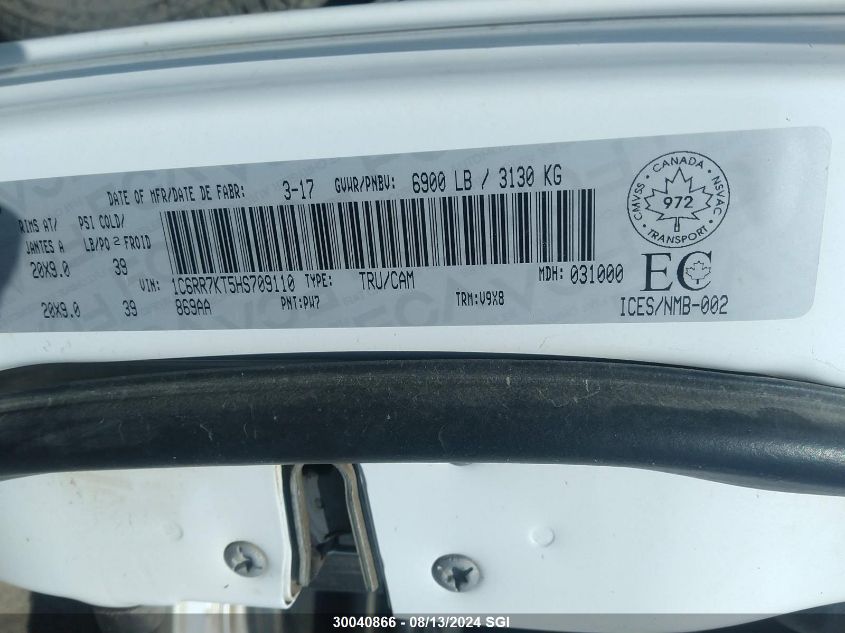 DATE OF MFR/DATE DE FABR: 3-17 GVWR/PNBV: 6900 LB / 3130 KG
RIMS AT/ PSI COLD/
JANTES A LB/PO 2 FROID
20X9.0 39
VIN: 1C6RR7KT5HS709110 TYPE: TRU/CAM MDH: 031000
20X9.0 39 869AA PNT:PW7 TRM:V9X8
CANADA
CMVSS NSVAC
972
TRANSPORT
EC
ICES/NMB-002
30040866 - 08/13/2024 SGI